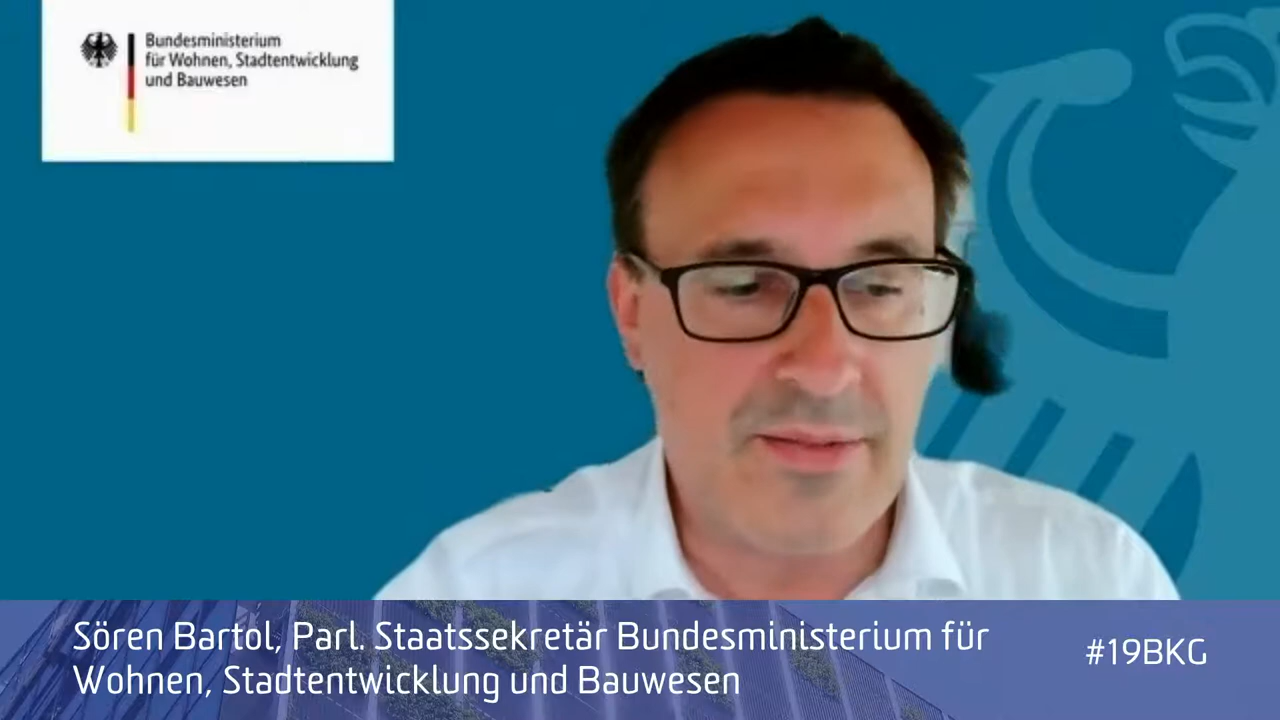 Bundesministerium
für Wohnen, Stadtentwicklung
und Bauwesen
Sören Bartol, Parl. Staatssekretär Bundesministerium für
Wohnen, Stadtentwicklung und Bauwesen
#19BKG